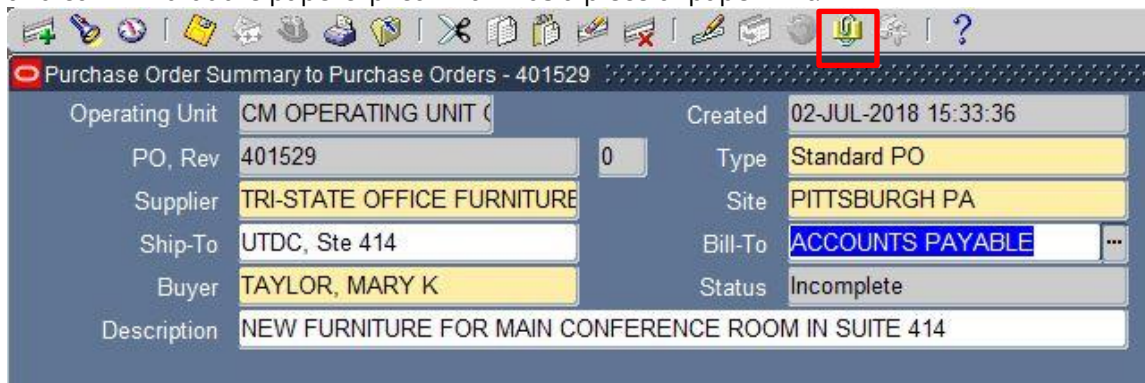 ?
Purchase Order Summary to Purchase Orders - 401529
Operating Unit CM OPERATING UNIT ( Created 02-JUL-2018 15:33:36
PO, Rev 401529 0 Type Standard PO
Supplier TRI-STATE OFFICE FURNITURE Site PITTSBURGH PA
Ship-To UTDC, Ste 414 Bill-To ACCOUNTS PAYABLE ...
Buyer TAYLOR, MARY K Status Incomplete
Description NEW FURNITURE FOR MAIN CONFERENCE ROOM IN SUITE 414